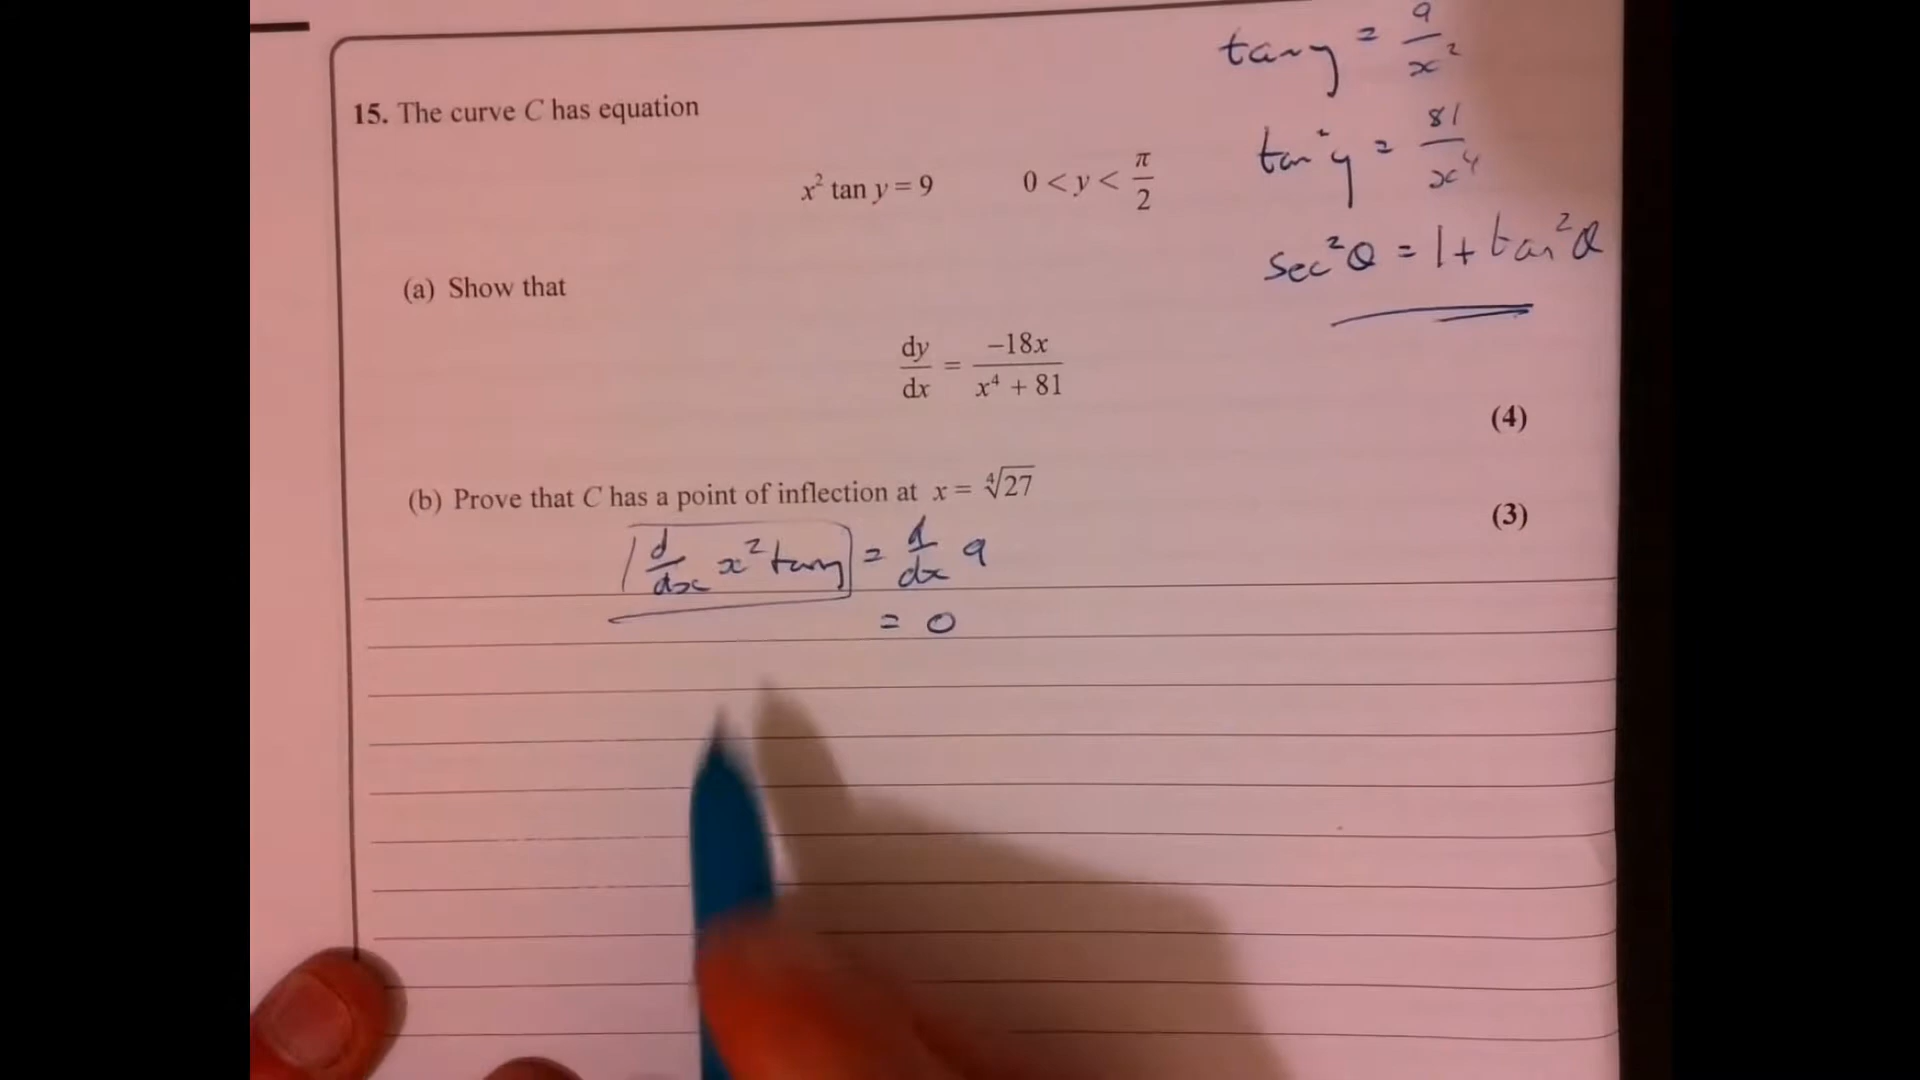 tan y = 9/x²
15. The curve C has equation
tan²y = 81/x⁴
x² tan y = 9    0 < y < π/2
sec²θ = 1 + tan²θ
(a) Show that
dy/dx = −18x/(x⁴ + 81)
(4)
(b) Prove that C has a point of inflection at x = ∜27
(3)
d/dx x² tan y = d/dx 9
= 0